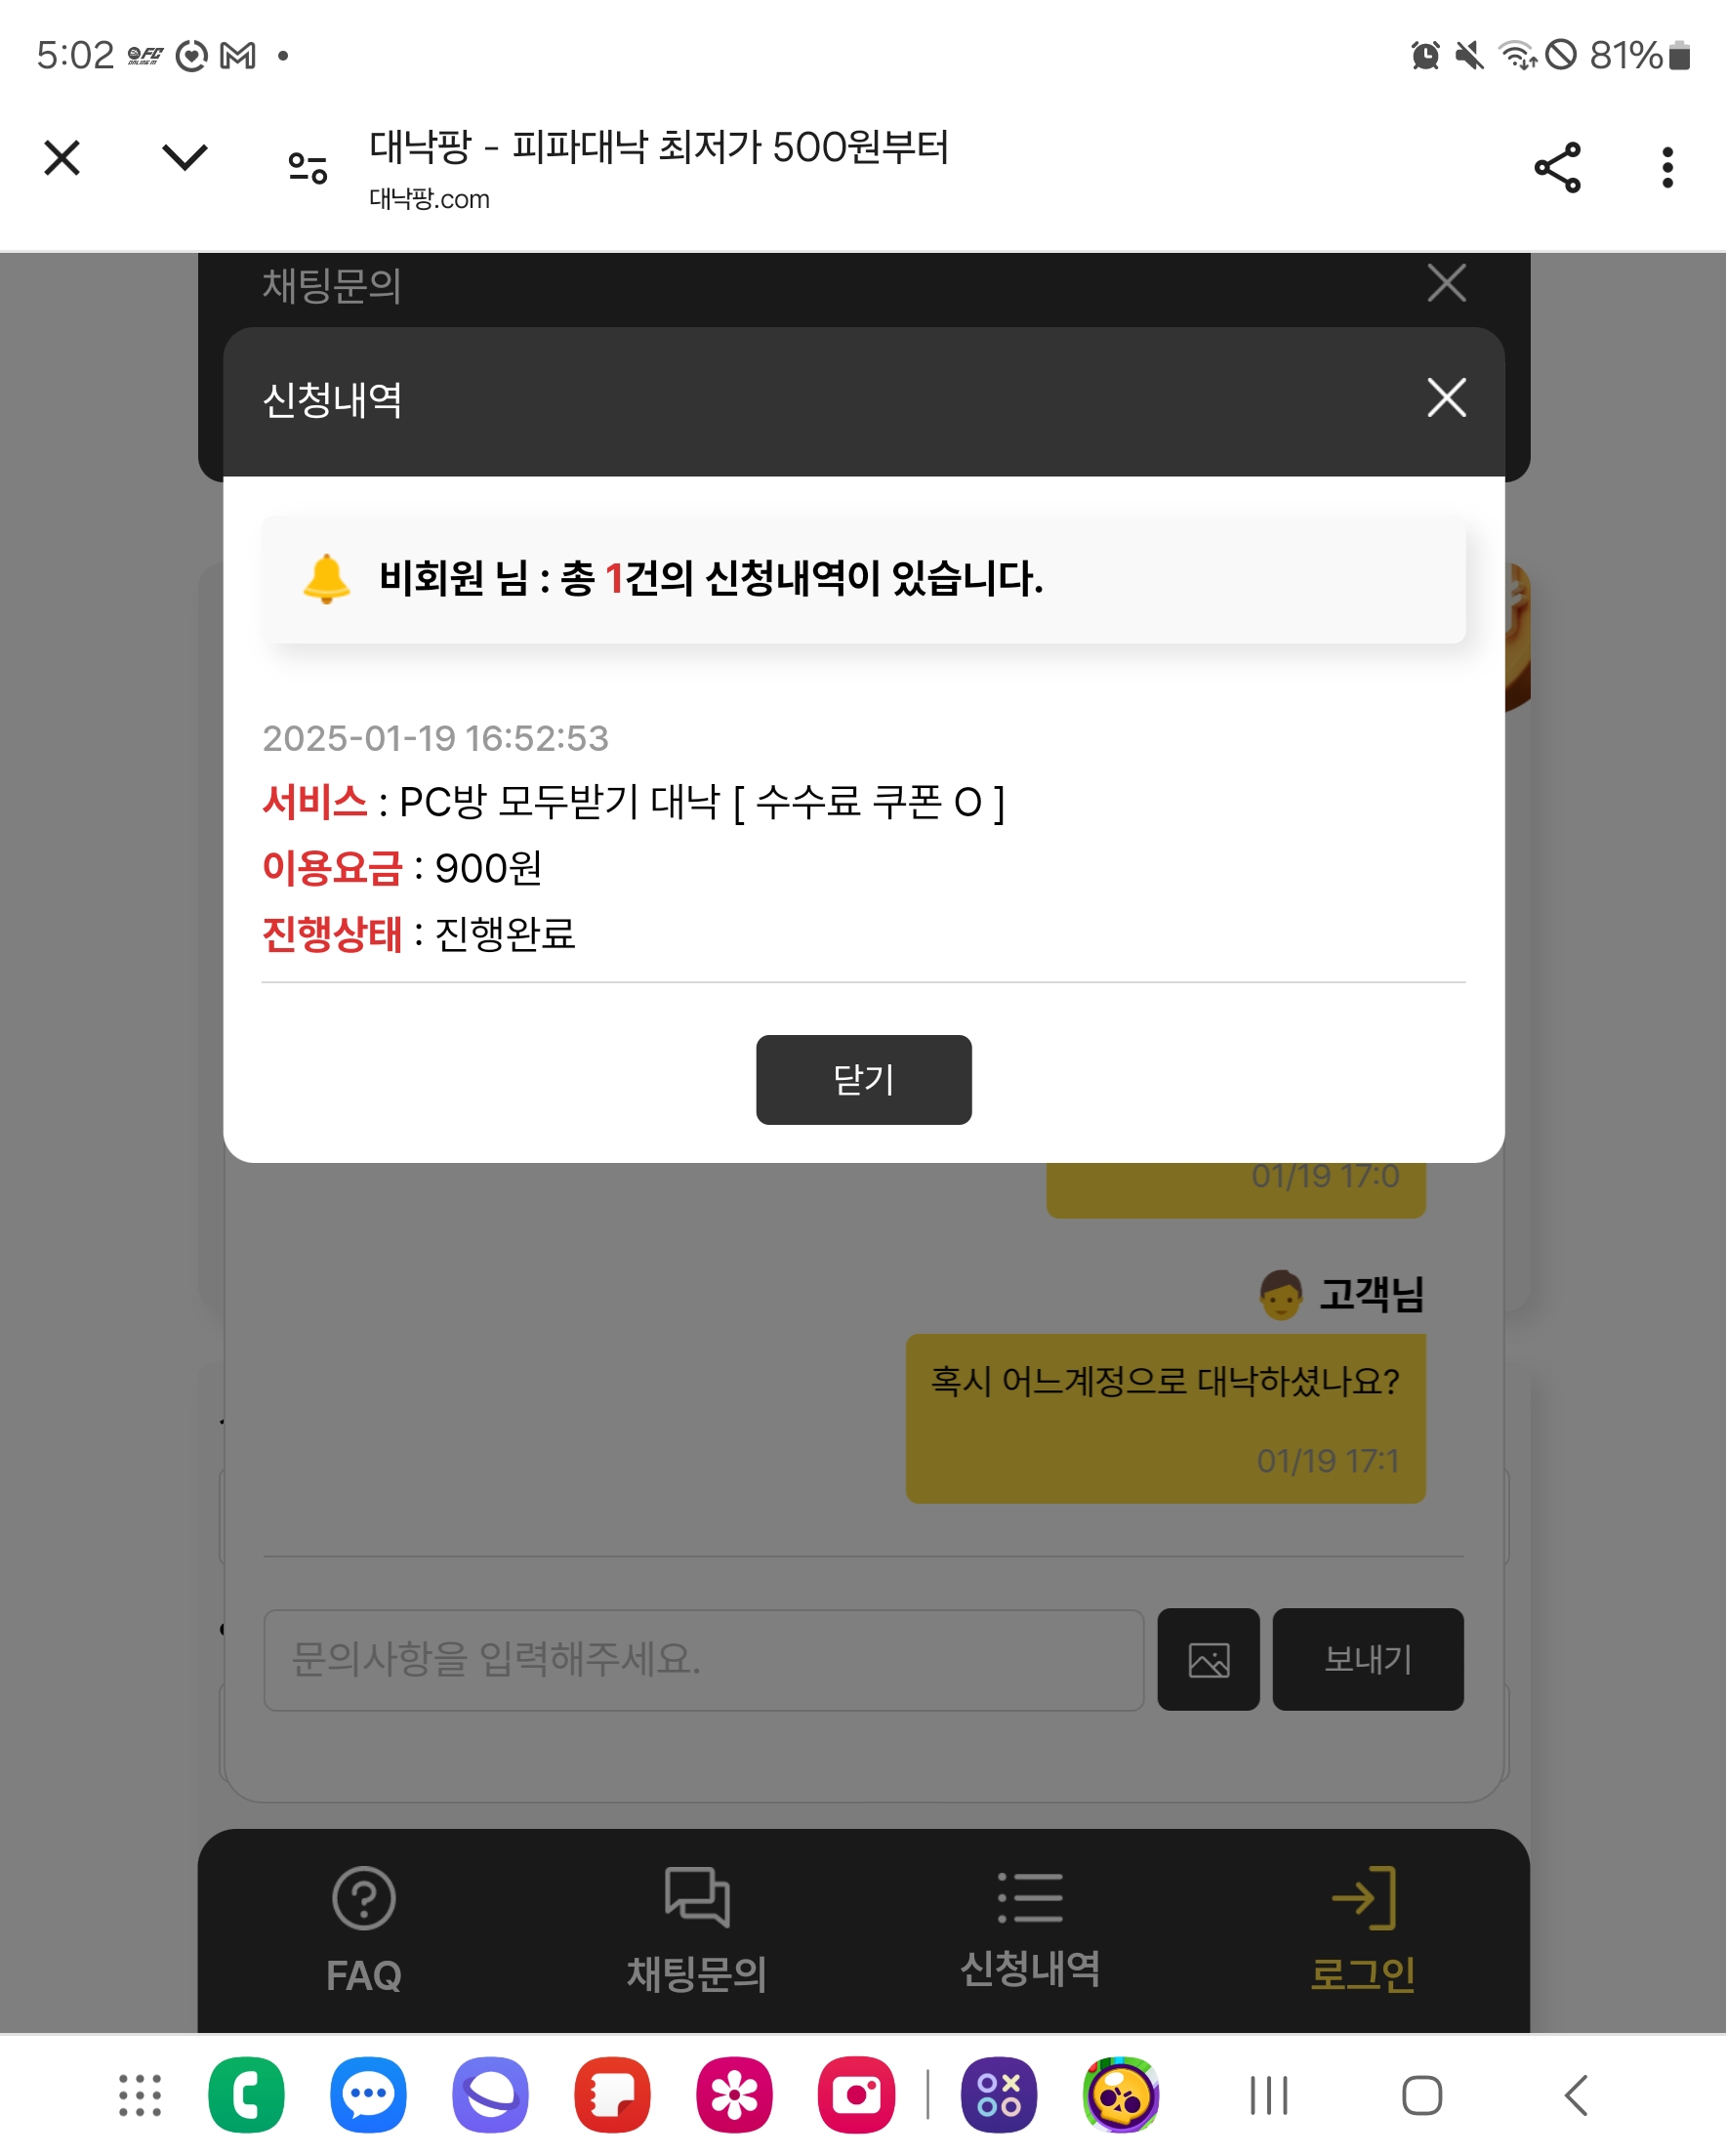 5:02
81%
대낙팡 - 피파대낙 최저가 500원부터
대낙팡.com
채팅문의
신청내역
비회원 님 : 총 1건의 신청내역이 있습니다.
2025-01-19 16:52:53
서비스 : PC방 모두받기 대낙 [ 수수료 쿠폰 O ]
이용요금 : 900원
진행상태 : 진행완료
닫기
01/19 17:0
고객님
혹시 어느계정으로 대낙하셨나요?
01/19 17:1
문의사항을 입력해주세요.
보내기
FAQ
채팅문의
신청내역
로그인